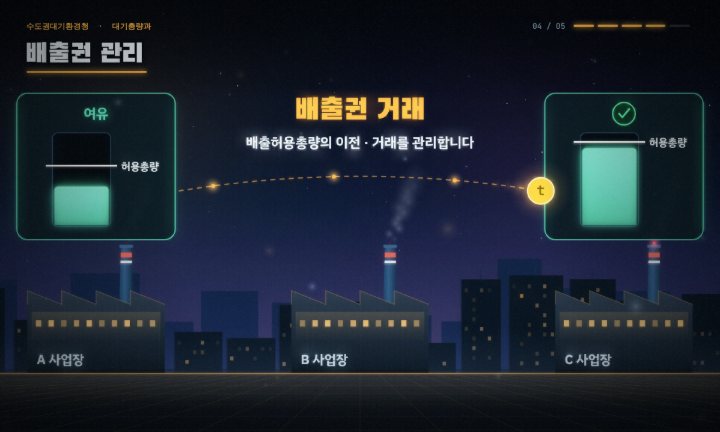 수도권대기환경청 · 대기총량과
04 / 05
배출권 관리
여유
허용총량
배출권 거래
배출허용총량의 이전 · 거래를 관리합니다
허용총량
t
A 사업장
B 사업장
C 사업장